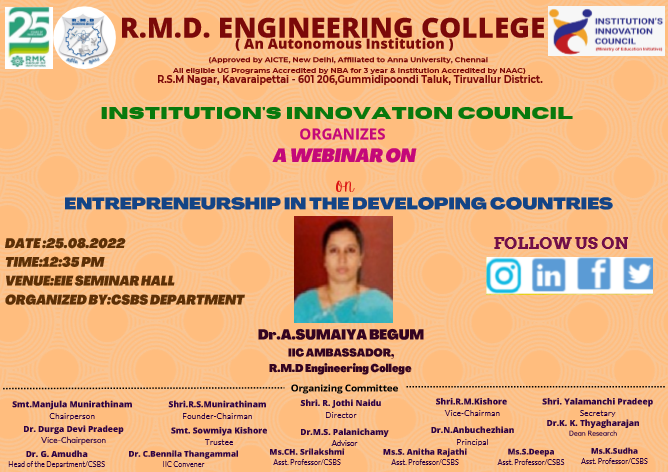 25
RMK
R.M.D. ENGINEERING COLLEGE
( An Autonomous Institution )
(Approved by AICTE, New Delhi, Affiliated to Anna University, Chennai
All eligible UG Programs Accredited by NBA for 3 year & Institution Accredited by NAAC)
R.S.M Nagar, Kavaraipettai - 601 206,Gummidipoondi Taluk, Tiruvallur District.
INSTITUTION'S
INNOVATION
COUNCIL
(Ministry of Education Initiative)
INSTITUTION'S INNOVATION COUNCIL
ORGANIZES
A WEBINAR ON
on
ENTREPRENEURSHIP IN THE DEVELOPING COUNTRIES
DATE :25.08.2022
TIME:12:35 PM
VENUE:EIE SEMINAR HALL
ORGANIZED BY:CSBS DEPARTMENT
FOLLOW US ON
Dr.A.SUMAIYA BEGUM
IIC AMBASSADOR,
R.M.D Engineering College
Organizing Committee
Smt.Manjula Munirathinam Shri.R.S.Munirathinam Shri. R. Jothi Naidu Shri.R.M.Kishore Shri. Yalamanchi Pradeep
Chairperson Founder-Chairman Director Vice-Chairman Secretary
Dr. Durga Devi Pradeep Smt. Sowmiya Kishore Dr.M.S. Palanichamy Dr.N.Anbuchezhian Dr.K. K. Thyagharajan
Vice-Chairperson Trustee Advisor Principal Dean Research
Dr. G. Amudha Dr. C.Bennila Thangammal Ms.CH. Srilakshmi Ms.S. Anitha Rajathi Ms.S.Deepa Ms.K.Sudha
Head of the Department/CSBS IIC Convener Asst. Professor/CSBS Asst. Professor/CSBS Asst. Professor/CSBS Asst. Professor/CSBS